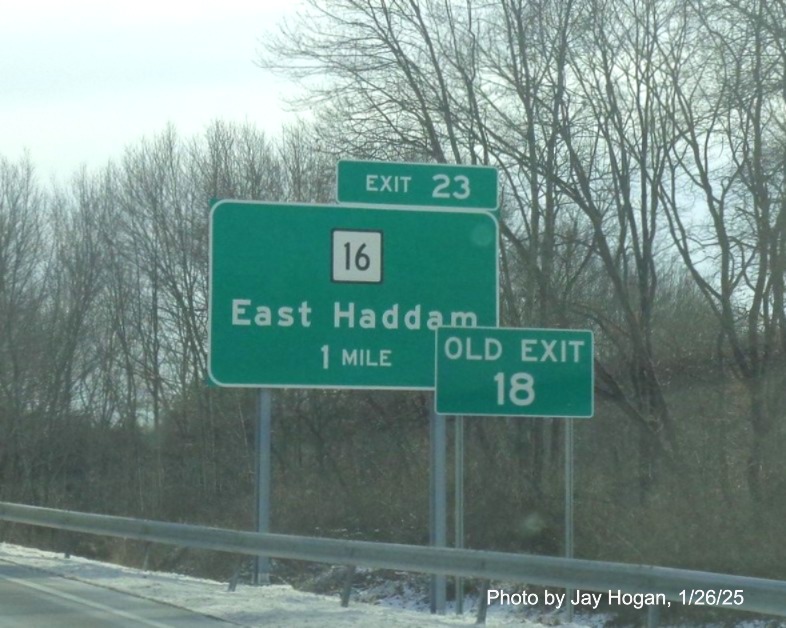 EXIT 23
16
East Haddam
1 MILE
OLD EXIT
18
Photo by Jay Hogan, 1/26/25